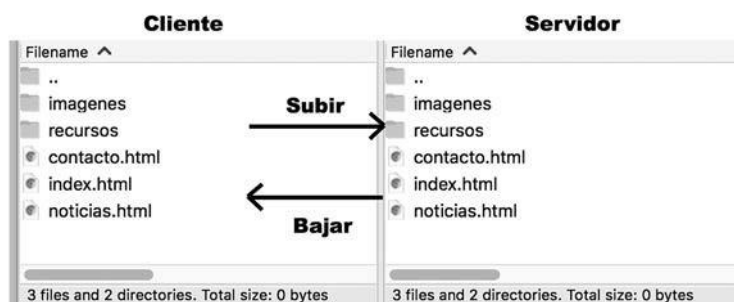 Cliente
Servidor
Filename
Filename
..
..
imagenes
imagenes
Subir
recursos
recursos
contacto.html
contacto.html
index.html
index.html
noticias.html
noticias.html
Bajar
3 files and 2 directories. Total size: 0 bytes
3 files and 2 directories. Total size: 0 bytes